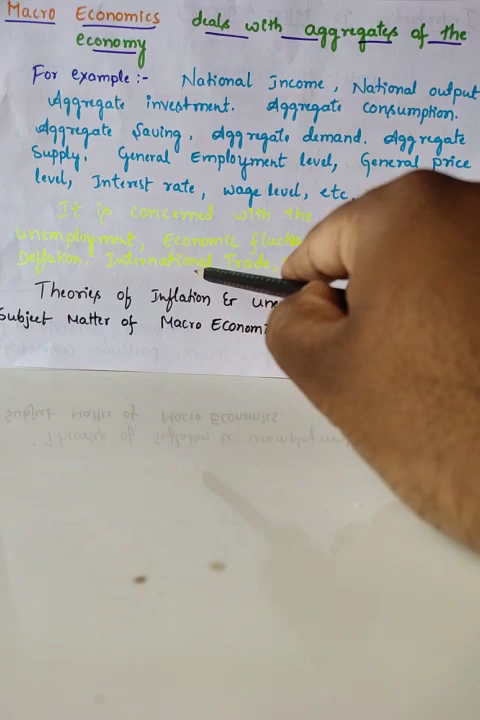 Macro Economics deals with aggregates of the
economy
For example :- National Income, National output
Aggregate investment. Aggregate consumption.
Aggregate Saving, Aggregate demand. Aggregate
Supply. General Employment level, General price
level, Interest rate, wage level, etc.
It is concerned with the
unemployment, Economic
Deflation. International Trade,
Theories of Inflation & une
Subject Matter of Macro Economi